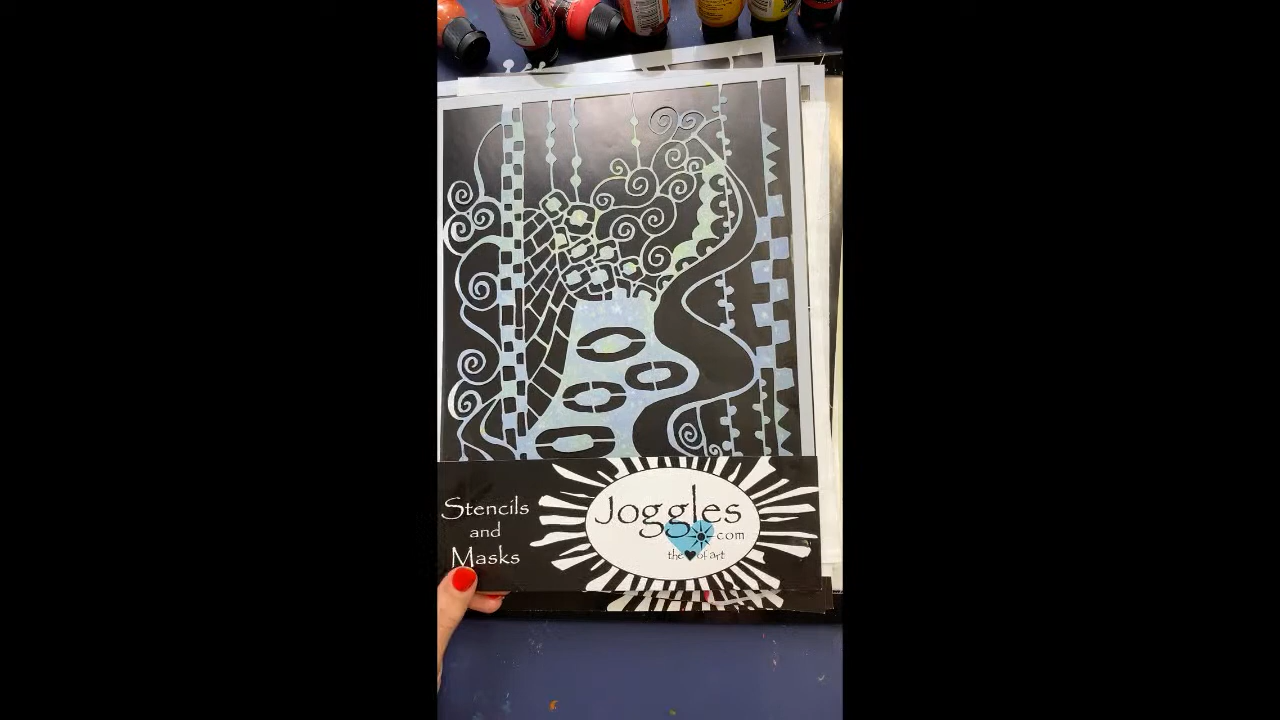 Stencils
and
Masks
Joggles
com
the of art